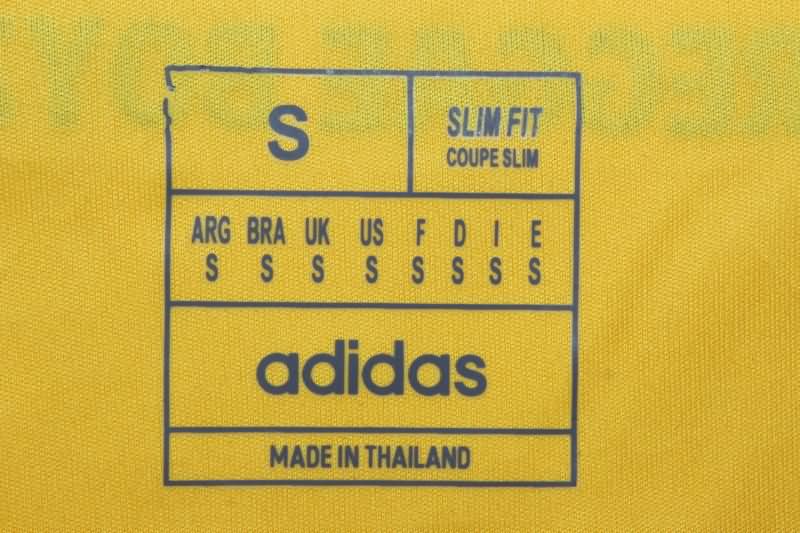 S
SLIM FIT
COUPE SLIM
ARG BRA UK US F D I E
S S S S S S S S
adidas
MADE IN THAILAND